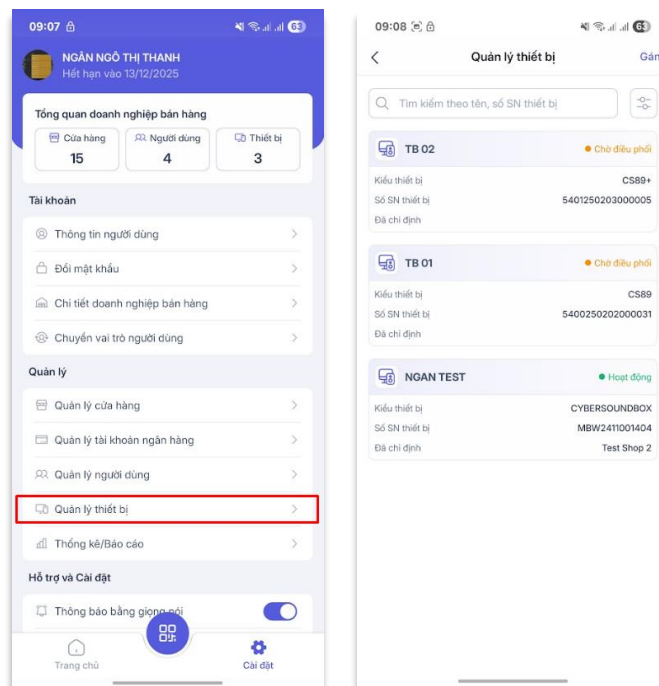 09:07
63
NGÂN NGÔ THỊ THANH
Hết hạn vào 13/12/2025
Tổng quan doanh nghiệp bán hàng
Cửa hàng
15
Người dùng
4
Thiết bị
3
Tài khoản
Thông tin người dùng
Đổi mật khẩu
Chi tiết doanh nghiệp bán hàng
Chuyển vai trò người dùng
Quản lý
Quản lý cửa hàng
Quản lý tài khoản ngân hàng
Quản lý người dùng
Quản lý thiết bị
Thống kê/Báo cáo
Hỗ trợ và Cài đặt
Thông báo bằng giọng nói
Trang chủ
Cài đặt
09:08
63
Quản lý thiết bị
Gán
Tìm kiếm theo tên, số SN thiết bị
TB 02
Chờ điều phối
Kiểu thiết bị CS89+
Số SN thiết bị 5401250203000005
Đã chỉ định
TB 01
Chờ điều phối
Kiểu thiết bị CS89
Số SN thiết bị 5400250202000031
Đã chỉ định
NGAN TEST
Hoạt động
Kiểu thiết bị CYBERSOUNDBOX
Số SN thiết bị MBW2411001404
Đã chỉ định Test Shop 2